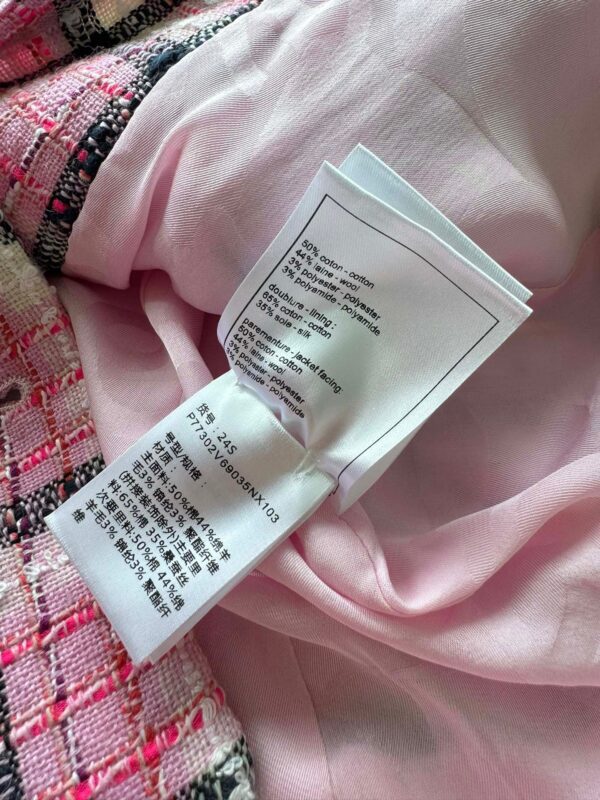 50% coton - cotton
44% laine - wool
3% polyester - polyester
3% polyamide - polyamide
doublure - lining :
65% coton - cotton
35% soie - silk
parementure - jacket facing:
50% coton - cotton
44% laine - wool
3% polyester - polyester
3% polyamide - polyamide
货号 : 24S
P77302V69035NX103
号型/规格 :
材质 :
主面料:50%棉44%绵羊
毛3% 锦纶3% 聚酯纤维
(拼接装饰除外)主要里
料:65%棉 35%桑蚕丝
次要里料:50%棉 44%绵
羊毛3% 锦纶3% 聚酯纤
维